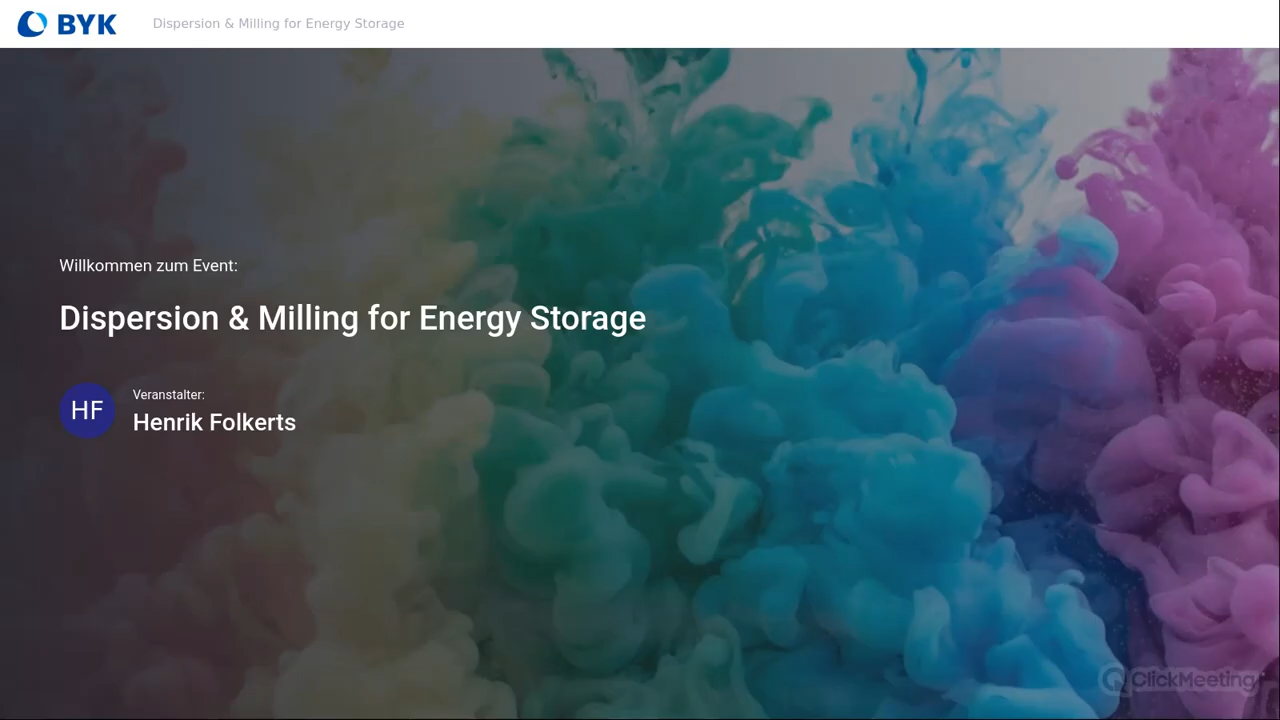 BYK
Dispersion & Milling for Energy Storage
Willkommen zum Event:
Dispersion & Milling for Energy Storage
HF
Veranstalter:
Henrik Folkerts
ClickMeeting